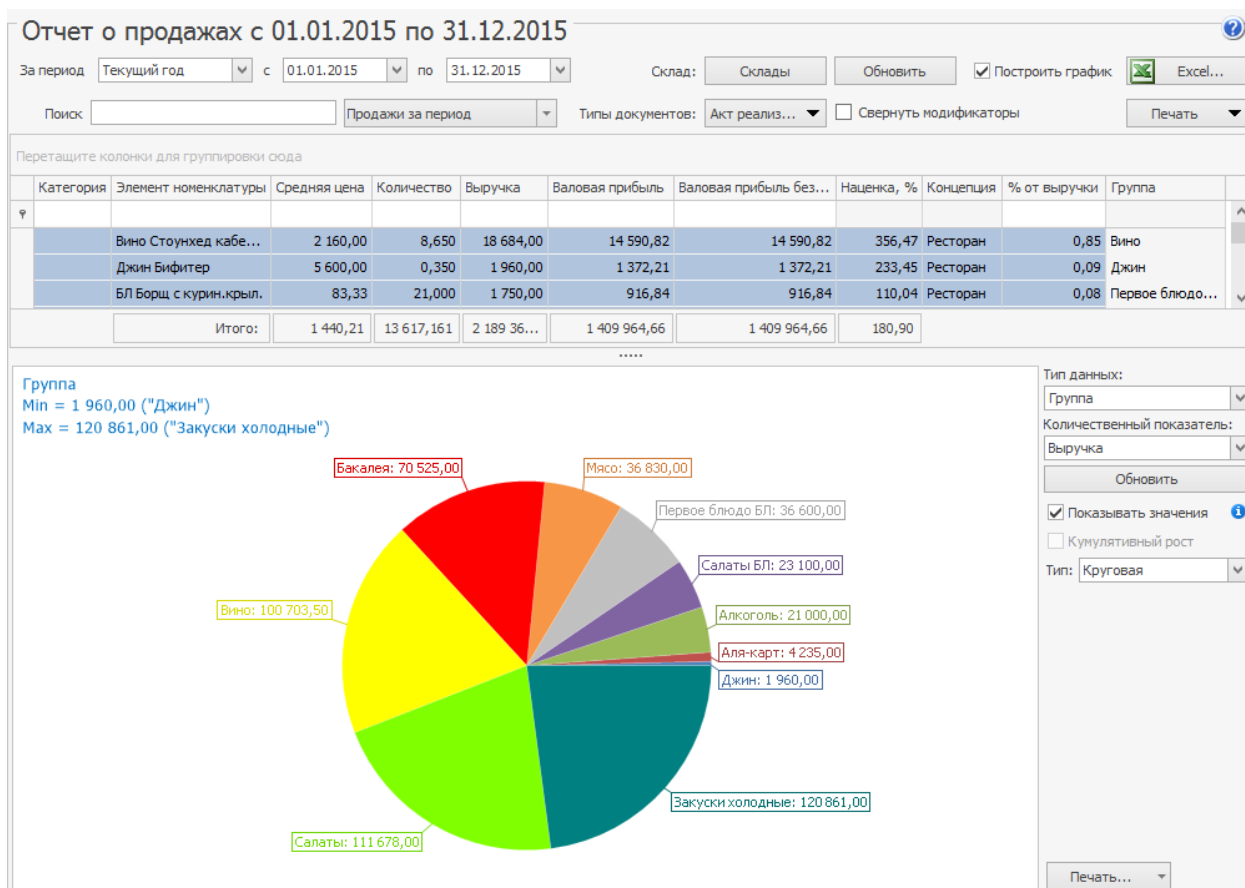 Отчет о продажах с 01.01.2015 по 31.12.2015
За период Текущий год с 01.01.2015 по 31.12.2015 Склад: Склады Обновить Построить график Excel...
Поиск Продажи за период Типы документов: Акт реализ... Свернуть модификаторы Печать
Перетащите колонки для группировки сюда
Категория Элемент номенклатуры Средняя цена Количество Выручка Валовая прибыль Валовая прибыль без... Наценка, % Концепция % от выручки Группа
Вино Стоунхед кабе... 2 160,00 8,650 18 684,00 14 590,82 14 590,82 356,47 Ресторан 0,85 Вино
Джин Бифитер 5 600,00 0,350 1 960,00 1 372,21 1 372,21 233,45 Ресторан 0,09 Джин
БЛ Борщ с курин.крыл. 83,33 21,000 1 750,00 916,84 916,84 110,04 Ресторан 0,08 Первое блюдо...
Итого: 1 440,21 13 617,161 2 189 36... 1 409 964,66 1 409 964,66 180,90
Группа
Min = 1 960,00 ("Джин")
Max = 120 861,00 ("Закуски холодные")
Бакалея: 70 525,00
Мясо: 36 830,00
Первое блюдо БЛ: 36 600,00
Салаты БЛ: 23 100,00
Вино: 100 703,50
Алкоголь: 21 000,00
Аля-карт: 4 235,00
Джин: 1 960,00
Закуски холодные: 120 861,00
Салаты: 111 678,00
Тип данных:
Группа
Количественный показатель:
Выручка
Обновить
Показывать значения
Кумулятивный рост
Тип: Круговая
Печать...